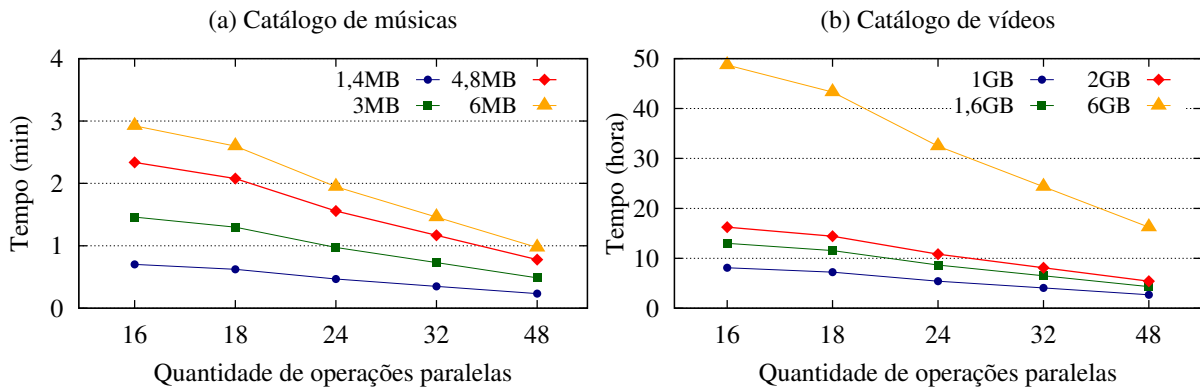 (a) Catálogo de músicas
Tempo (min)
4
3
2
1
0
1,4MB 4,8MB
3MB 6MB
16 18 24 32 48
Quantidade de operações paralelas
(b) Catálogo de vídeos
Tempo (hora)
50
40
30
20
10
0
1GB 2GB
1,6GB 6GB
16 18 24 32 48
Quantidade de operações paralelas